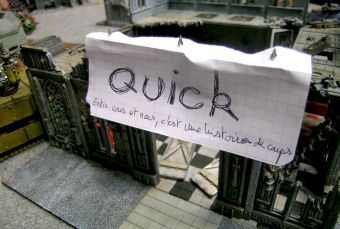 Quick
Entre vous et nous, c'est une histoire de corps